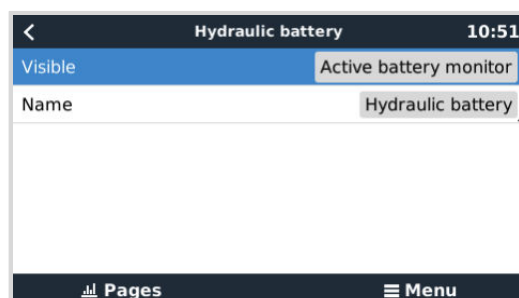 Hydraulic battery 10:51
Visible Active battery monitor
Name Hydraulic battery
Pages Menu